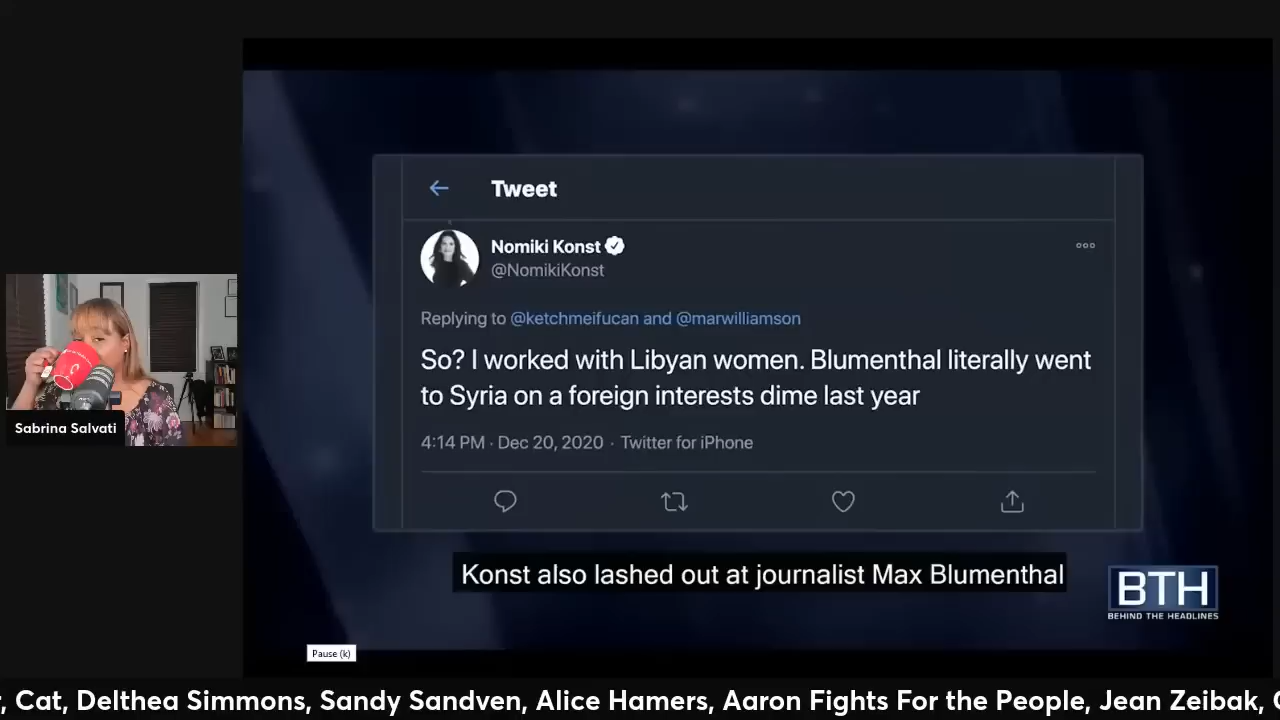 Tweet
Nomiki Konst
@NomikiKonst
Replying to @ketchmeifucan and @marwilliamson
So? I worked with Libyan women. Blumenthal literally went
to Syria on a foreign interests dime last year
4:14 PM · Dec 20, 2020 · Twitter for iPhone
Sabrina Salvati
Konst also lashed out at journalist Max Blumenthal
BTH
BEHIND THE HEADLINES
Pause (k)
, Cat, Delthea Simmons, Sandy Sandven, Alice Hamers, Aaron Fights For the People, Jean Zeibak,